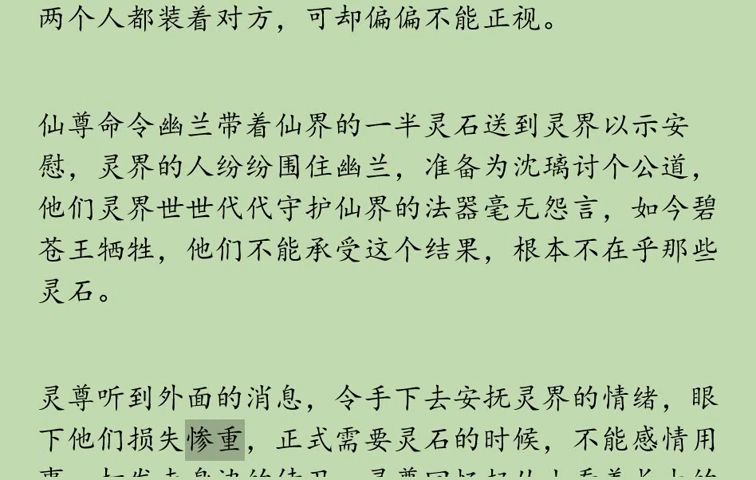 两个人都装着对方，可却偏偏不能正视。
仙尊命令幽兰带着仙界的一半灵石送到灵界以示安
慰，灵界的人纷纷围住幽兰，准备为沈璃讨个公道，
他们灵界世世代代守护仙界的法器毫无怨言，如今碧
苍王牺牲，他们不能承受这个结果，根本不在乎那些
灵石。
灵尊听到外面的消息，令手下去安抚灵界的情绪，眼
下他们损失惨重，正式需要灵石的时候，不能感情用